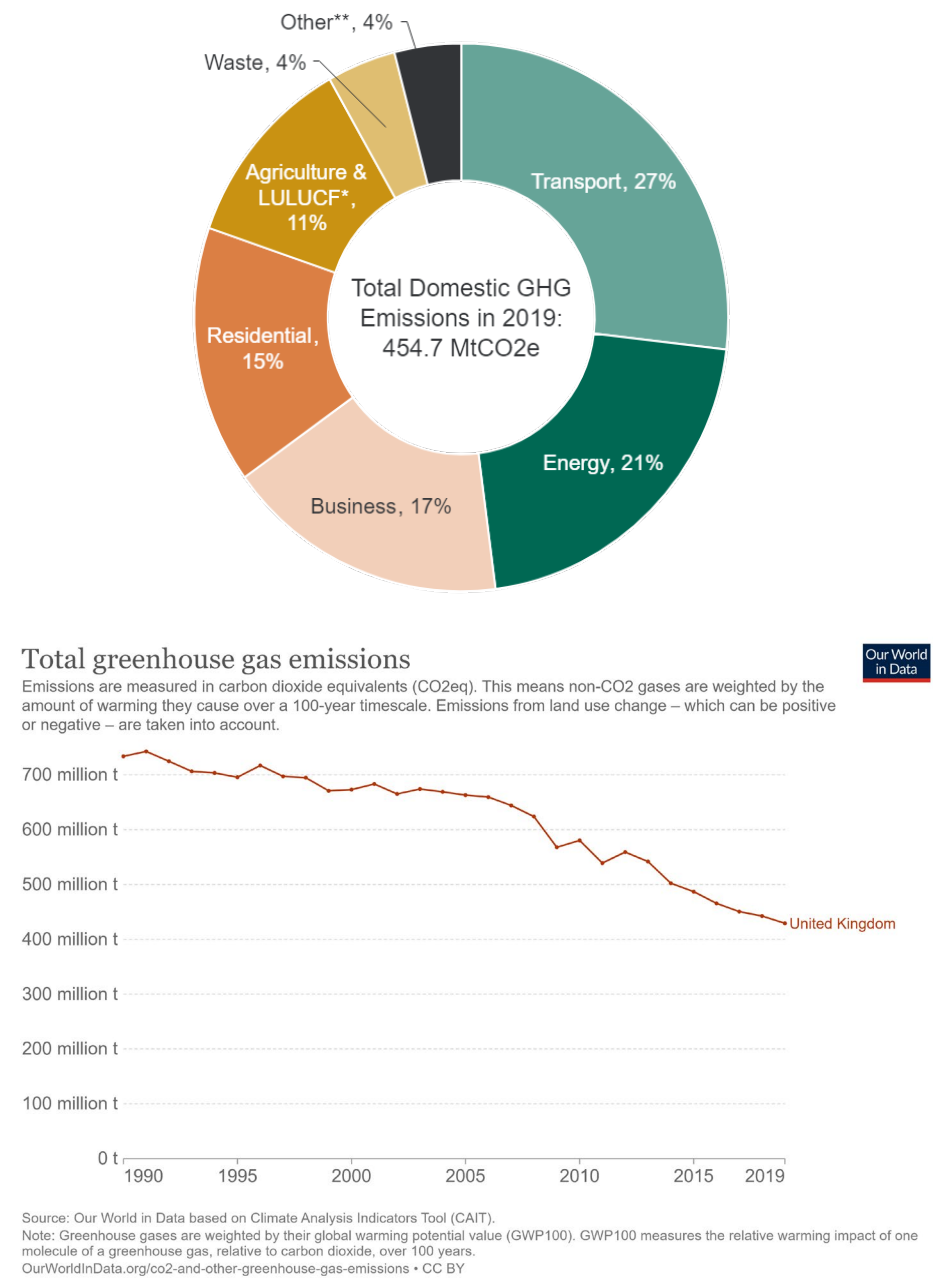 Other**, 4%
Waste, 4%
Agriculture &
LULUCF*,
11%
Transport, 27%
Total Domestic GHG
Emissions in 2019:
454.7 MtCO2e
Residential,
15%
Energy, 21%
Business, 17%
Total greenhouse gas emissions
Our World
in Data
Emissions are measured in carbon dioxide equivalents (CO2eq). This means non-CO2 gases are weighted by the
amount of warming they cause over a 100-year timescale. Emissions from land use change – which can be positive
or negative – are taken into account.
700 million t
600 million t
500 million t
400 million t
300 million t
200 million t
100 million t
0 t
United Kingdom
1990 1995 2000 2005 2010 2015 2019
Source: Our World in Data based on Climate Analysis Indicators Tool (CAIT).
Note: Greenhouse gases are weighted by their global warming potential value (GWP100). GWP100 measures the relative warming impact of one
molecule of a greenhouse gas, relative to carbon dioxide, over 100 years.
OurWorldInData.org/co2-and-other-greenhouse-gas-emissions • CC BY